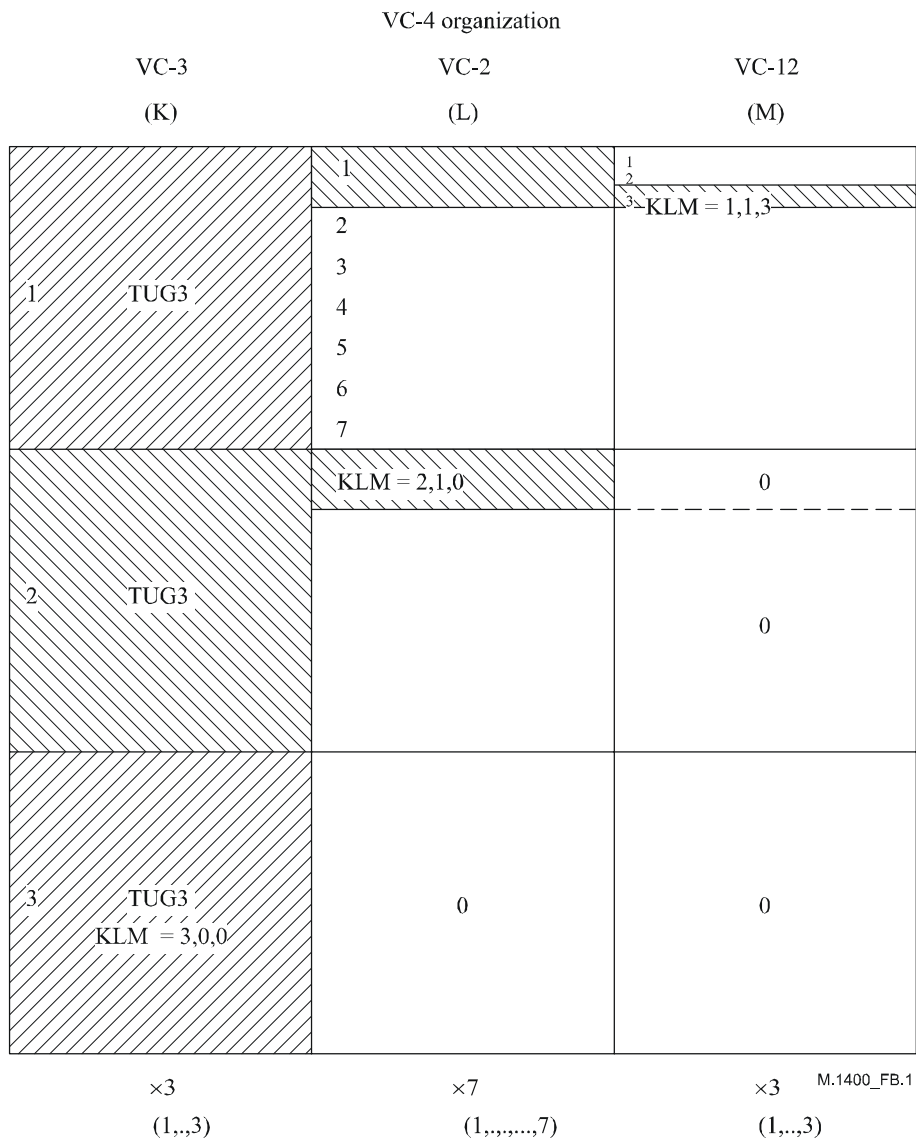 VC-4 organization
VC-3 VC-2 VC-12
(K) (L) (M)
1 1
2
3 KLM = 1,1,3
2
3
1 TUG3 4
5
6
7
KLM = 2,1,0 0
2 TUG3
0
3 TUG3 0 0
KLM = 3,0,0
×3 ×7 ×3 M.1400_FB.1
(1,.,3) (1,.,.,...,7) (1,..,3)